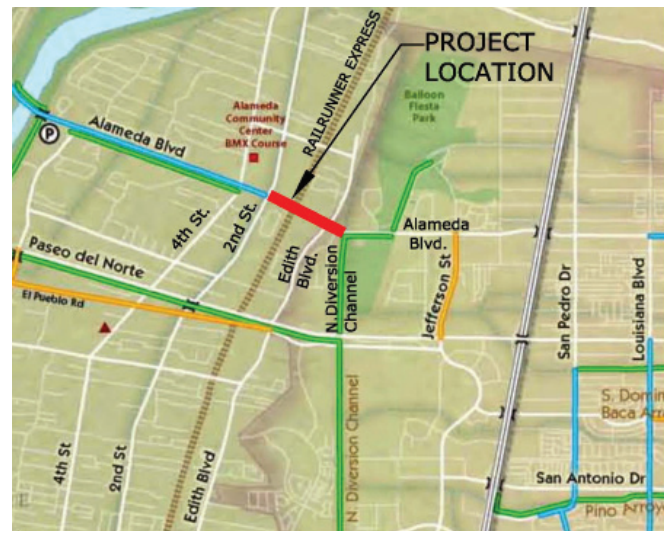 PROJECT
LOCATION
RAILRUNNER EXPRESS
Balloon
Fiesta
Park
Alameda
Community
Center
BMX Course
P
Alameda Blvd
4th St.
2nd St.
Edith
Blvd.
N.Diversion
Channel
Alameda
Blvd.
Jefferson St
San Pedro Dr
Louisiana Blvd
Paseo del Norte
El Pueblo Rd
4th St
2nd St.
Edith Blvd
N. Diversion Channel
S. Domin
Baca Arr
San Antonio Dr
Pino Arroyo